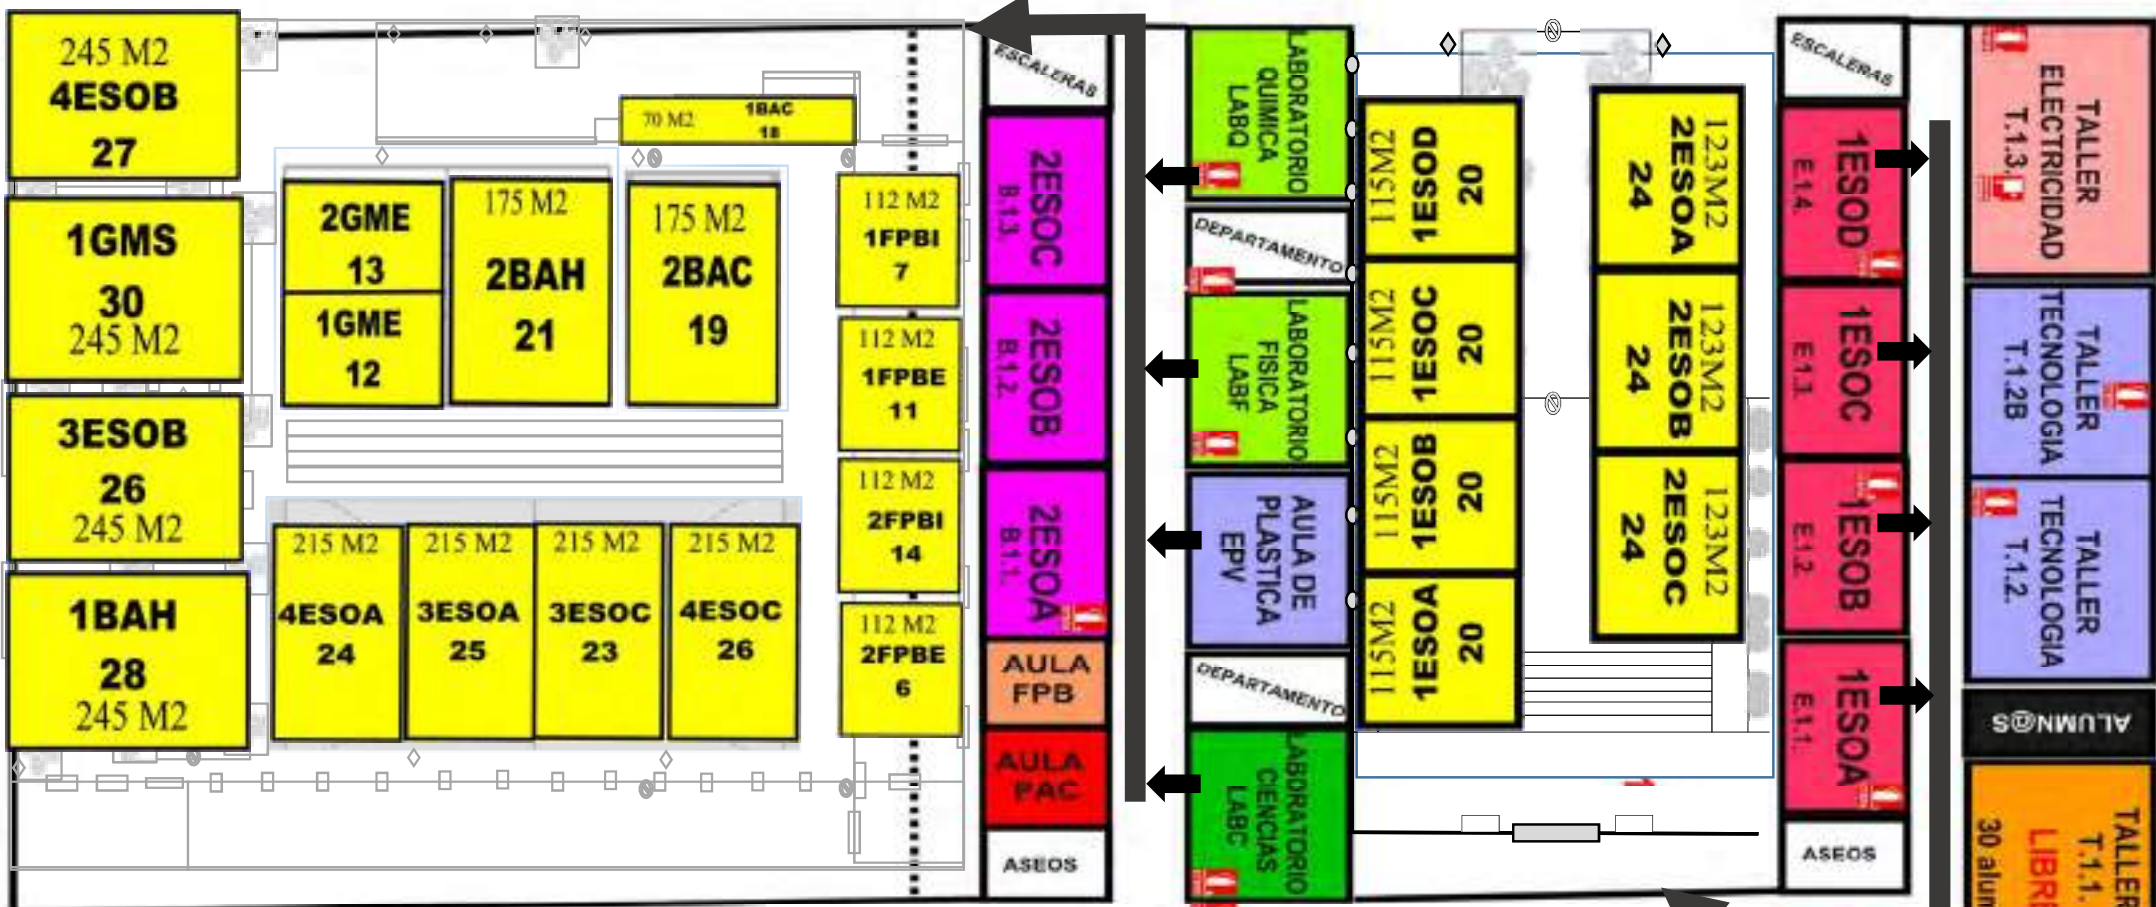 245 M2
4ESOB
27
1GMS
30
245 M2
3ESOB
26
245 M2
1BAH
28
245 M2
70 M2
1BAC
18
2GME
13
1GME
12
175 M2
2BAH
21
175 M2
2BAC
19
215 M2
4ESOA
24
215 M2
3ESOA
25
215 M2
3ESOC
23
215 M2
4ESOC
26
112 M2
1FPBI
7
112 M2
1FPBE
11
112 M2
2FPBI
14
112 M2
2FPBE
6
ESCALERAS
2ESOC
B.1.3.
2ESOB
B.1.2.
2ESOA
B.1.1.
AULA
FPB
AULA
PAC
ASEOS
LABORATORIO
QUIMICA
LABQ
DEPARTAMENTO
LABORATORIO
FISICA
LABF
AULA DE
PLASTICA
EPV
DEPARTAMENTO
LABORATORIO
CIENCIAS
LABC
115M2
1ESOD
20
115M2
1ESOC
20
115M2
1ESOB
20
115M2
1ESOA
20
123M2
2ESOA
24
123M2
2ESOB
24
123M2
2ESOC
24
ESCALERAS
1ESOD
E.1.4.
1ESOC
E.1.3.
1ESOB
E.1.2.
1ESOA
E.1.1.
ASEOS
TALLER
ELECTRICIDAD
T.1.3.
TALLER
TECNOLOGIA
T.1.2B
TALLER
TECNOLOGIA
T.1.2.
ALUMN@S
TALLER
T.1.1.
LIBRE
30 alum